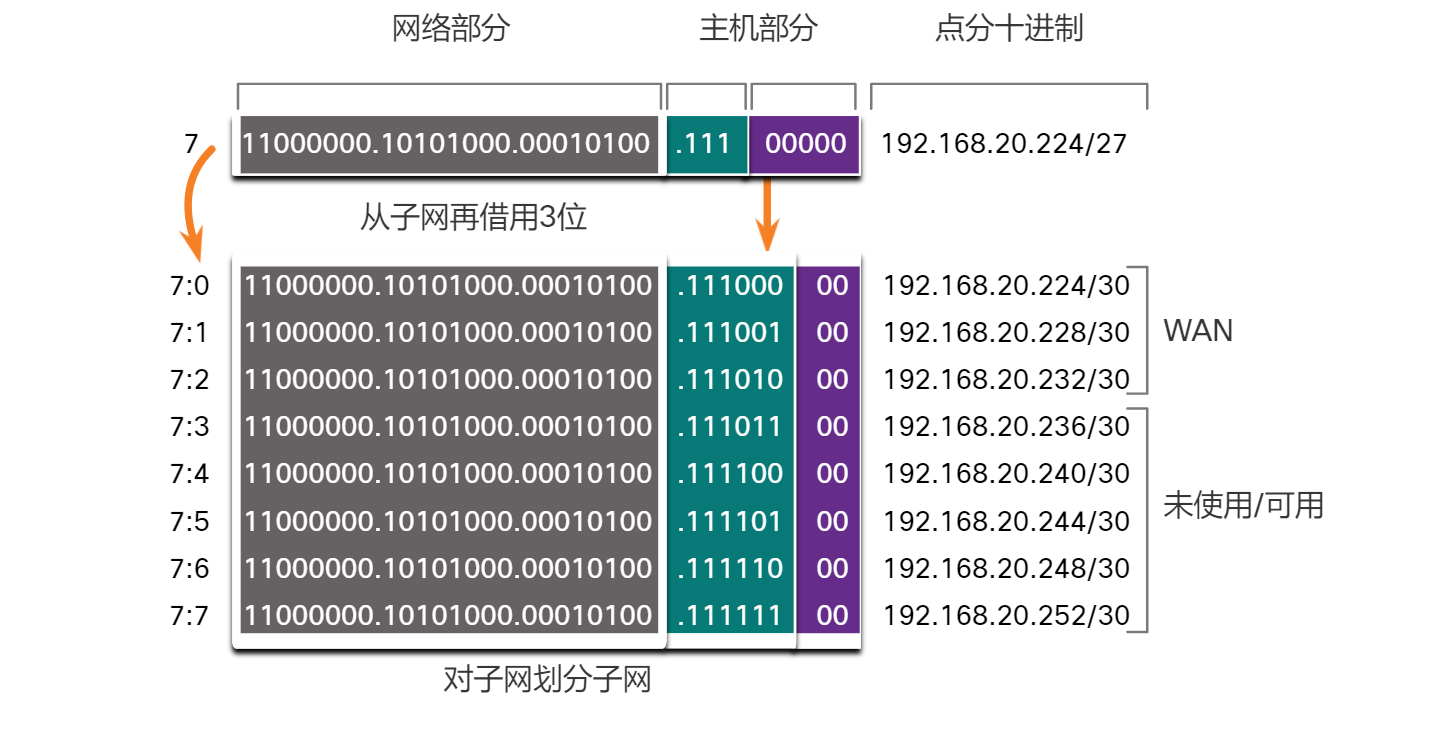 网络部分 主机部分 点分十进制
7 11000000.10101000.00010100 .111 00000 192.168.20.224/27
从子网再借用3位
7:0 11000000.10101000.00010100 .111000 00 192.168.20.224/30
7:1 11000000.10101000.00010100 .111001 00 192.168.20.228/30
WAN
7:2 11000000.10101000.00010100 .111010 00 192.168.20.232/30
7:3 11000000.10101000.00010100 .111011 00 192.168.20.236/30
7:4 11000000.10101000.00010100 .111100 00 192.168.20.240/30
未使用/可用
7:5 11000000.10101000.00010100 .111101 00 192.168.20.244/30
7:6 11000000.10101000.00010100 .111110 00 192.168.20.248/30
7:7 11000000.10101000.00010100 .111111 00 192.168.20.252/30
对子网划分子网